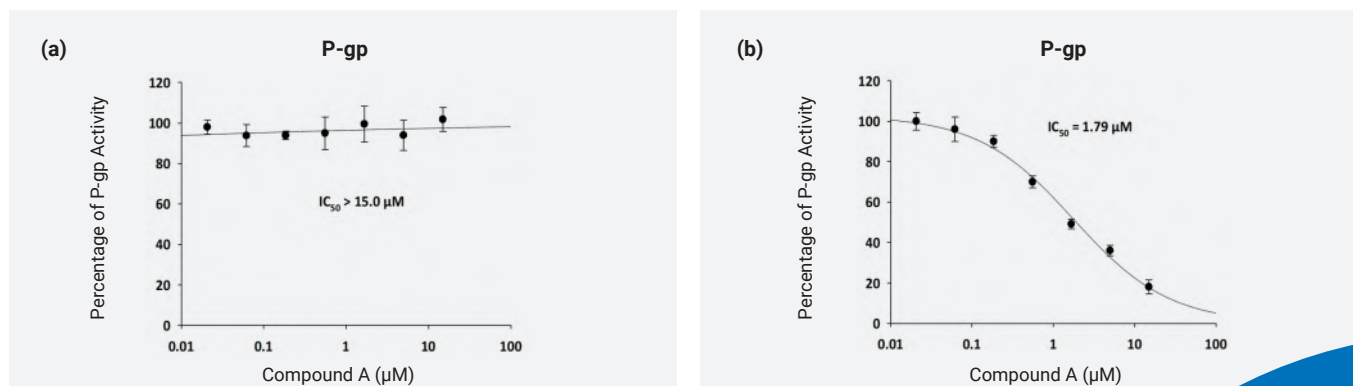 (a)
P-gp
Percentage of P-gp Activity
120
100
80
60
40
20
0
IC50 > 15.0 µM
0.01 0.1 1 10 100
Compound A (µM)
(b)
P-gp
Percentage of P-gp Activity
120
100
80
60
40
20
0
IC50 = 1.79 µM
0.01 0.1 1 10 100
Compound A (µM)